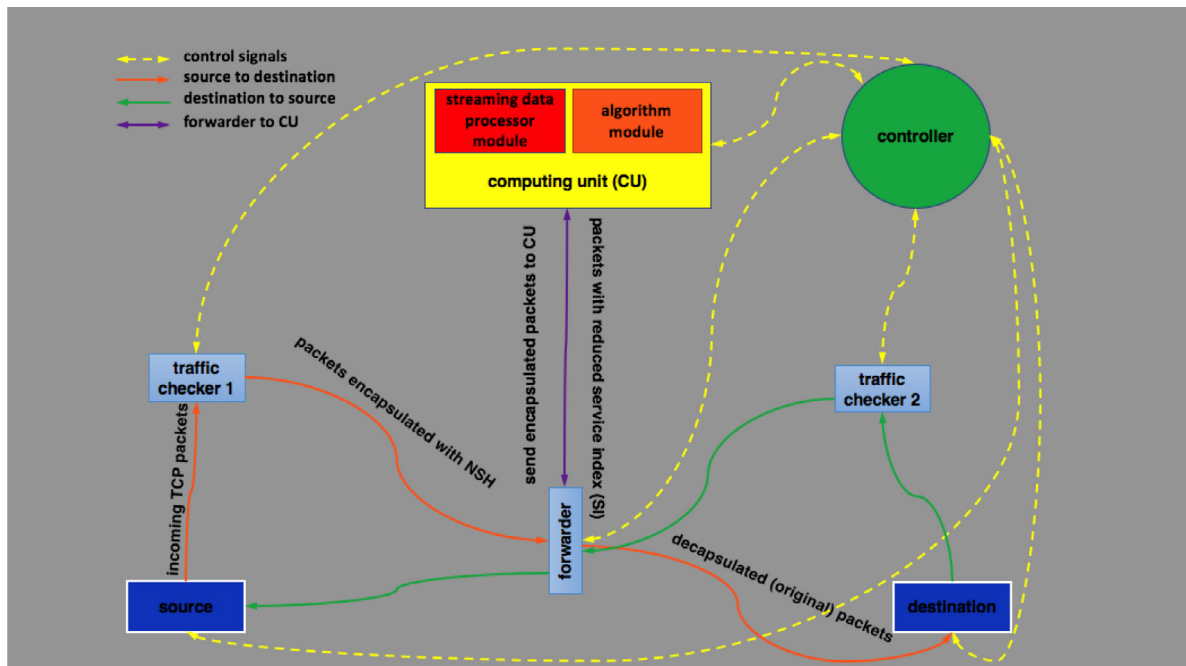 control signals
source to destination
destination to source
forwarder to CU
streaming data
processor
module
algorithm
module
computing unit (CU)
controller
send encapsulated packets to CU
packets with reduced service index (SI)
traffic
checker 1
packets encapsulated with NSH
traffic
checker 2
incoming TCP packets
forwarder
decapsulated (original) packets
source
destination